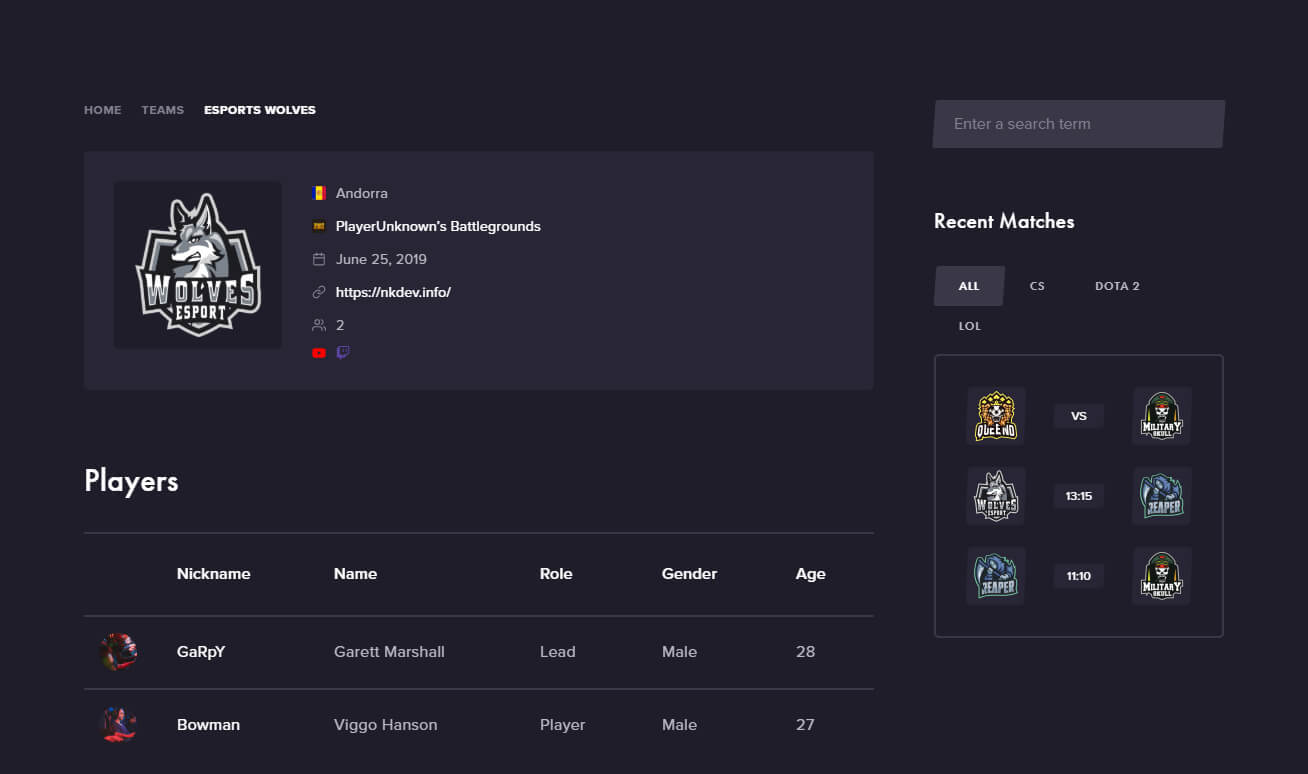 HOME TEAMS ESPORTS WOLVES
WOLVES
ESPORT
Andorra
PlayerUnknown's Battlegrounds
June 25, 2019
https://nkdev.info/
2
Players
Nickname Name Role Gender Age
GaRpY Garett Marshall Lead Male 28
Bowman Viggo Hanson Player Male 27
Enter a search term
Recent Matches
ALL CS DOTA 2
LOL
QUEEND VS MILITARY
SKULL
WOLVES 13:15 REAPER
ESPORT
REAPER 11:10 MILITARY
SKULL